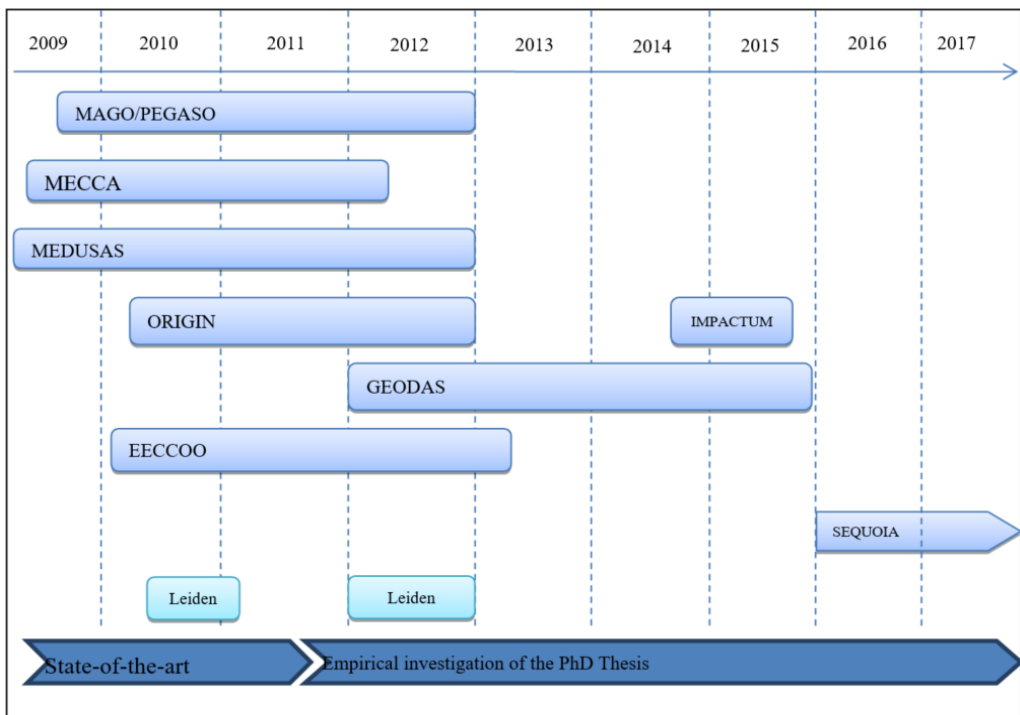 2009 2010 2011 2012 2013 2014 2015 2016 2017
MAGO/PEGASO
MECCA
MEDUSAS
ORIGIN IMPACTUM
GEODAS
EECCOO
SEQUOIA
Leiden Leiden
State-of-the-art Empirical investigation of the PhD Thesis